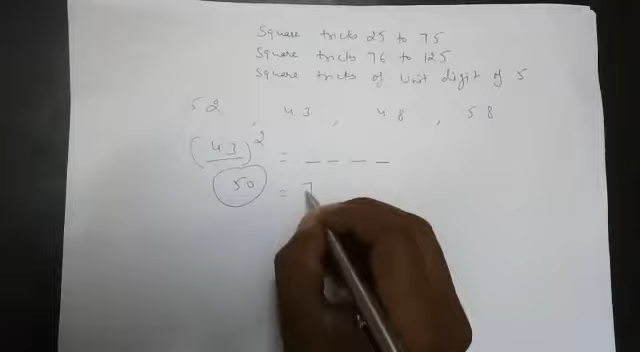 Square tricks 25 to 75
Square tricks 76 to 125
Square tricks of Unit digit of 5
52 , 43 , 48 , 58
(43)² = _ _ _ _
50 = 7